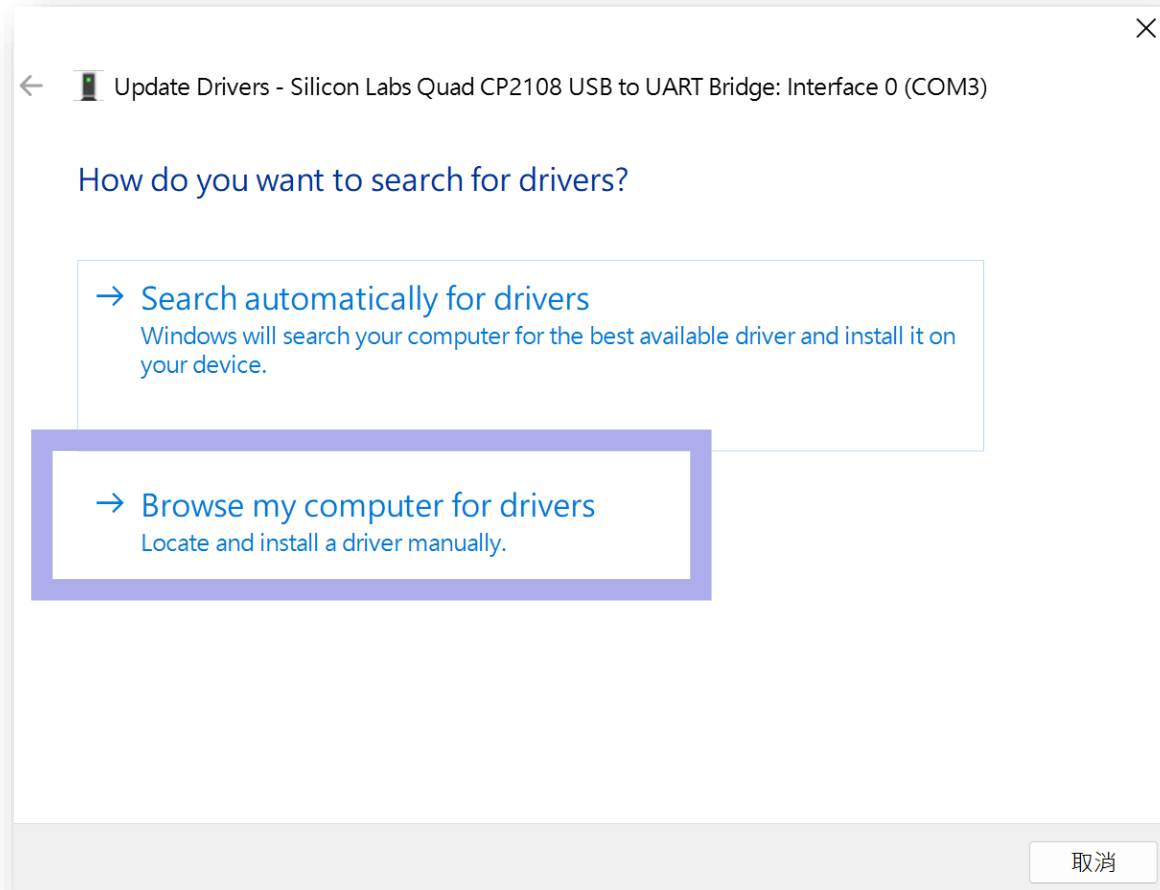 Update Drivers - Silicon Labs Quad CP2108 USB to UART Bridge: Interface 0 (COM3)
How do you want to search for drivers?
Search automatically for drivers
Windows will search your computer for the best available driver and install it on
your device.
Browse my computer for drivers
Locate and install a driver manually.
取消